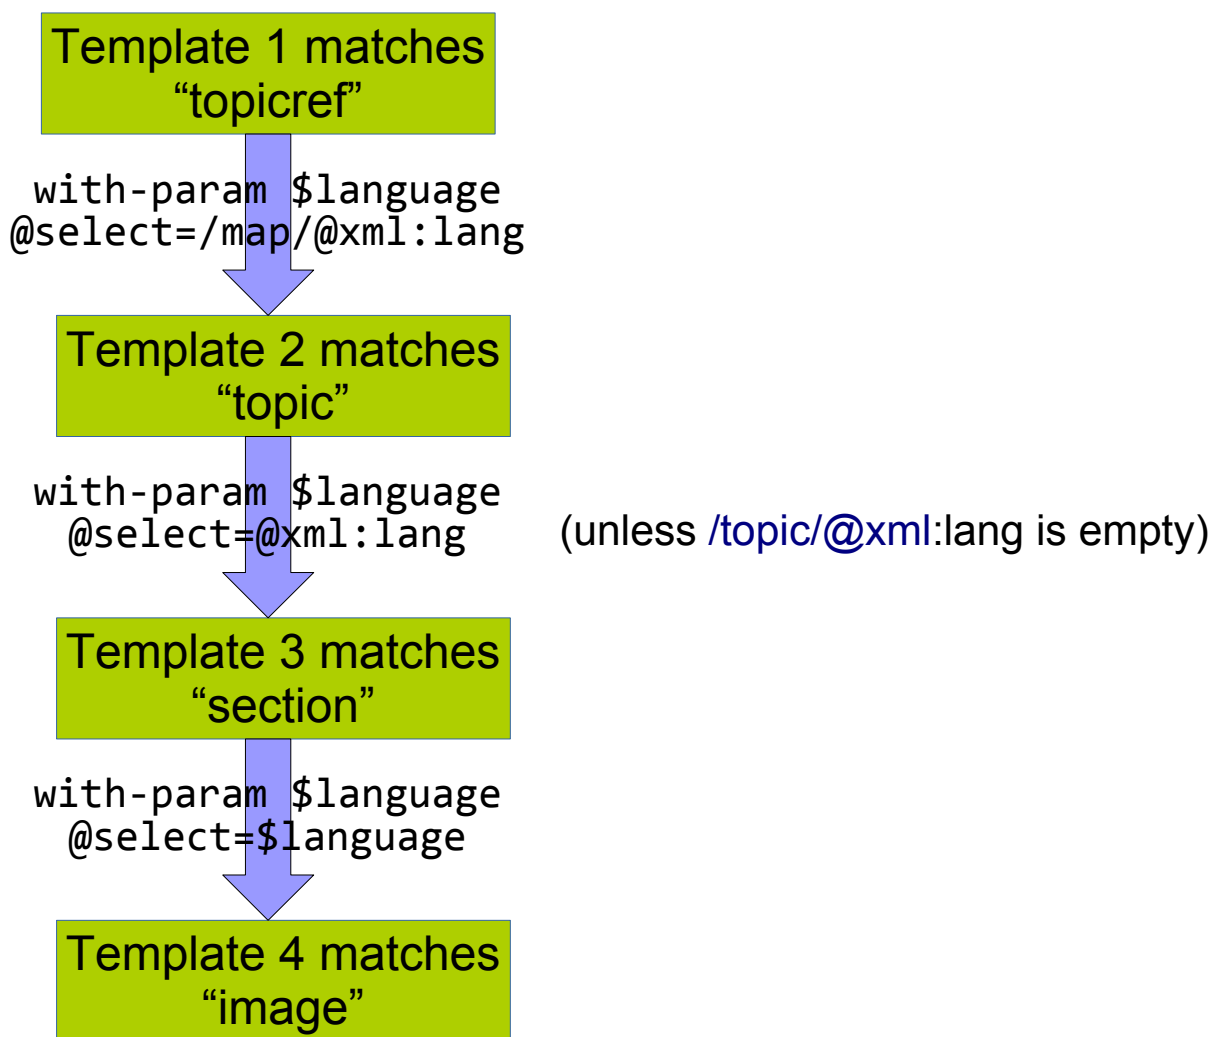 Template 1 matches
“topicref”
with-param $language
@select=/map/@xml:lang
Template 2 matches
“topic”
with-param $language
@select=@xml:lang
(unless /topic/@xml:lang is empty)
Template 3 matches
“section”
with-param $language
@select=$language
Template 4 matches
“image”